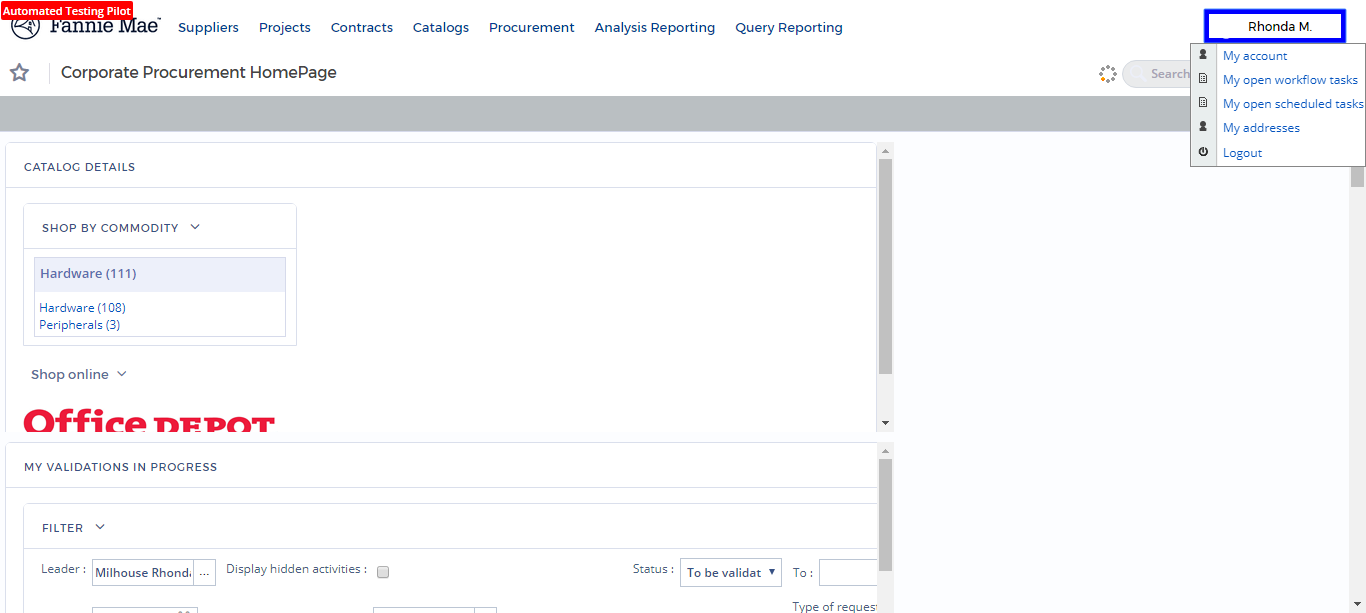 Automated Testing Pilot
Fannie Mae™
Suppliers Projects Contracts Catalogs Procurement Analysis Reporting Query Reporting
Rhonda M.
Corporate Procurement HomePage
Search
My account
My open workflow tasks
My open scheduled tasks
My addresses
Logout
CATALOG DETAILS
SHOP BY COMMODITY
Hardware (111)
Hardware (108)
Peripherals (3)
Shop online
Office DEPOT
MY VALIDATIONS IN PROGRESS
FILTER
Leader : Milhouse Rhond ... Display hidden activities : Status : To be validat To :
Type of request